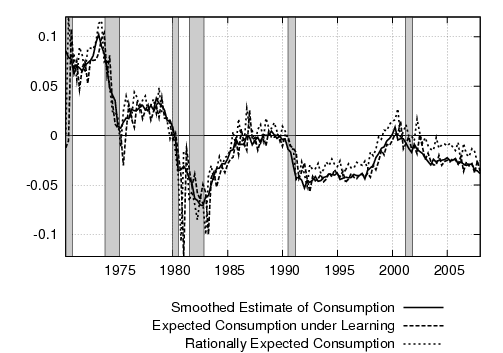 0.1
0.05
0
-0.05
-0.1
1975 1980 1985 1990 1995 2000 2005
Smoothed Estimate of Consumption
Expected Consumption under Learning
Rationally Expected Consumption